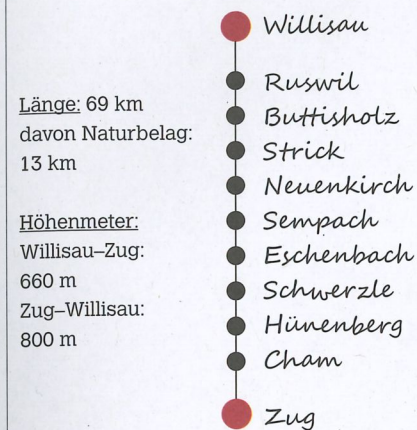 Länge: 69 km
davon Naturbelag:
13 km
Höhenmeter:
Willisau–Zug:
660 m
Zug–Willisau:
800 m
Willisau
Ruswil
Buttisholz
Strick
Neuenkirch
Sempach
Eschenbach
Schwerzle
Hünenberg
Cham
Zug